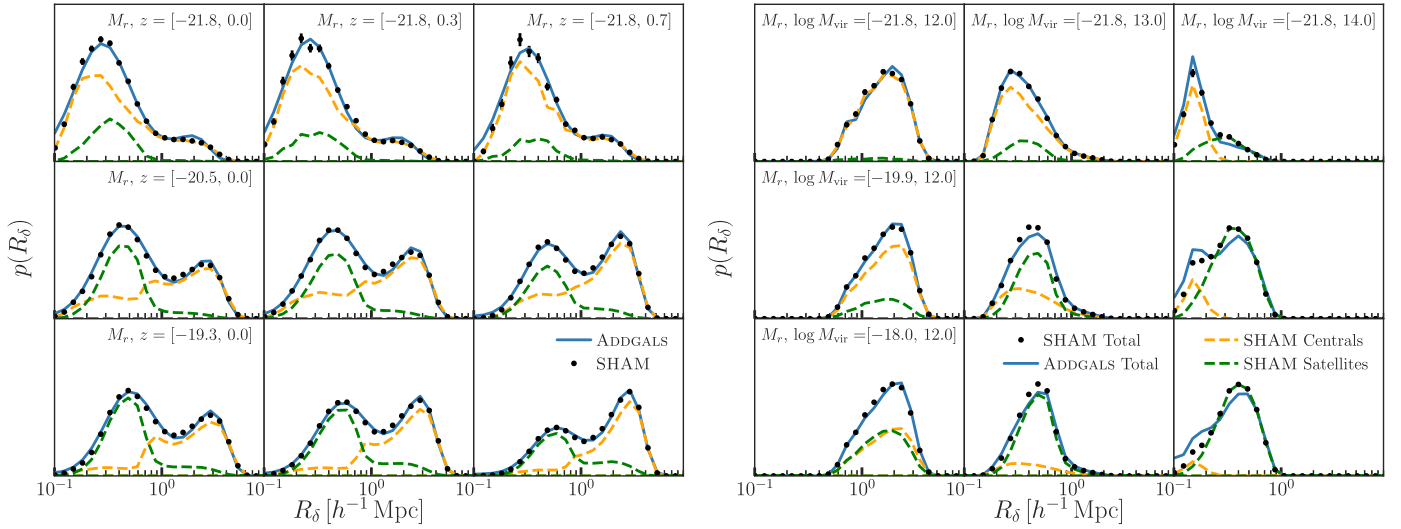 M_r, z = [−21.8, 0.0]
M_r, z = [−21.8, 0.3]
M_r, z = [−21.8, 0.7]
M_r, z = [−20.5, 0.0]
M_r, z = [−19.3, 0.0]
ADDGALS
SHAM
p(R_δ)
10^{−1} 10^0 10^0 10^0
R_δ [h^{−1} Mpc]
M_r, log M_vir =[−21.8, 12.0]
M_r, log M_vir =[−21.8, 13.0]
M_r, log M_vir =[−21.8, 14.0]
M_r, log M_vir =[−19.9, 12.0]
M_r, log M_vir =[−18.0, 12.0]
SHAM Total
ADDGALS Total
SHAM Centrals
SHAM Satellites
p(R_δ)
10^{−1} 10^0 10^{−1} 10^0 10^{−1} 10^0
R_δ [h^{−1} Mpc]